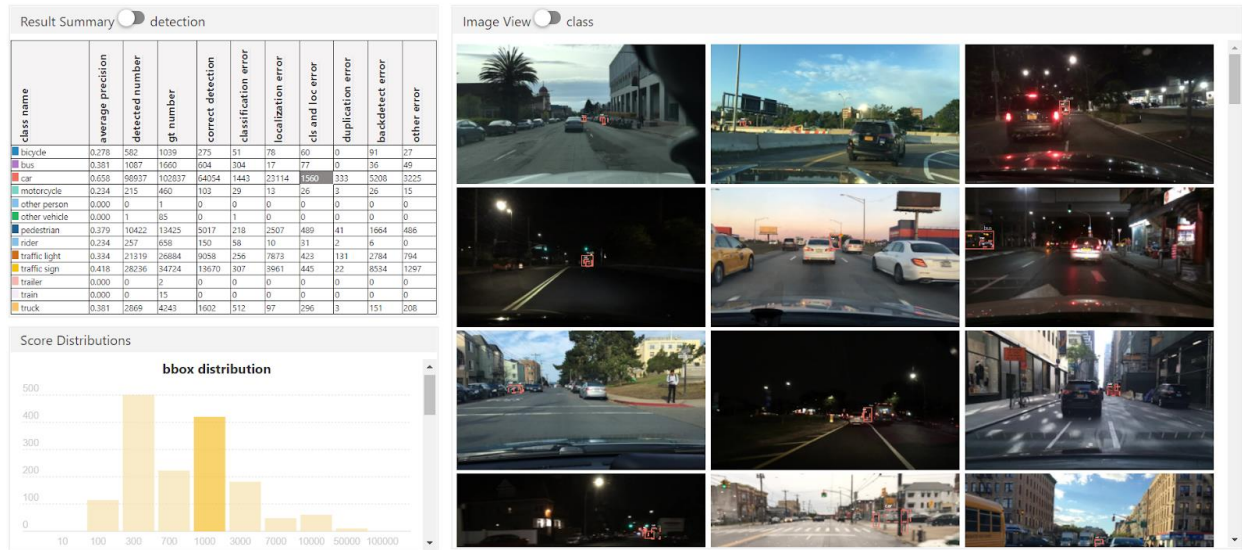 Result Summary detection
class name average precision detected number gt number correct detection classification error localization error cls and loc error duplication error backdetect error other error
bicycle 0.278 582 1039 275 51 78 60 0 91 27
bus 0.381 1087 1660 604 304 17 77 0 36 49
car 0.658 98937 102837 64054 1443 23114 1560 333 5208 3225
motorcycle 0.234 215 460 103 29 13 26 3 26 15
other person 0.000 0 1 0 0 0 0 0 0 0
other vehicle 0.000 1 85 0 1 0 0 0 0 0
pedestrian 0.379 10422 13425 5017 218 2507 489 41 1664 486
rider 0.234 257 658 150 58 10 31 2 6 0
traffic light 0.334 21319 26884 9058 256 7873 423 131 2784 794
traffic sign 0.418 28236 34724 13670 307 3961 445 22 8534 1297
trailer 0.000 0 2 0 0 0 0 0 0 0
train 0.000 0 15 0 0 0 0 0 0 0
truck 0.381 2869 4243 1602 512 97 296 3 151 208
Score Distributions
bbox distribution
500
400
300
200
100
0
10 100 300 700 1000 3000 7000 10000 50000 100000
Image View class